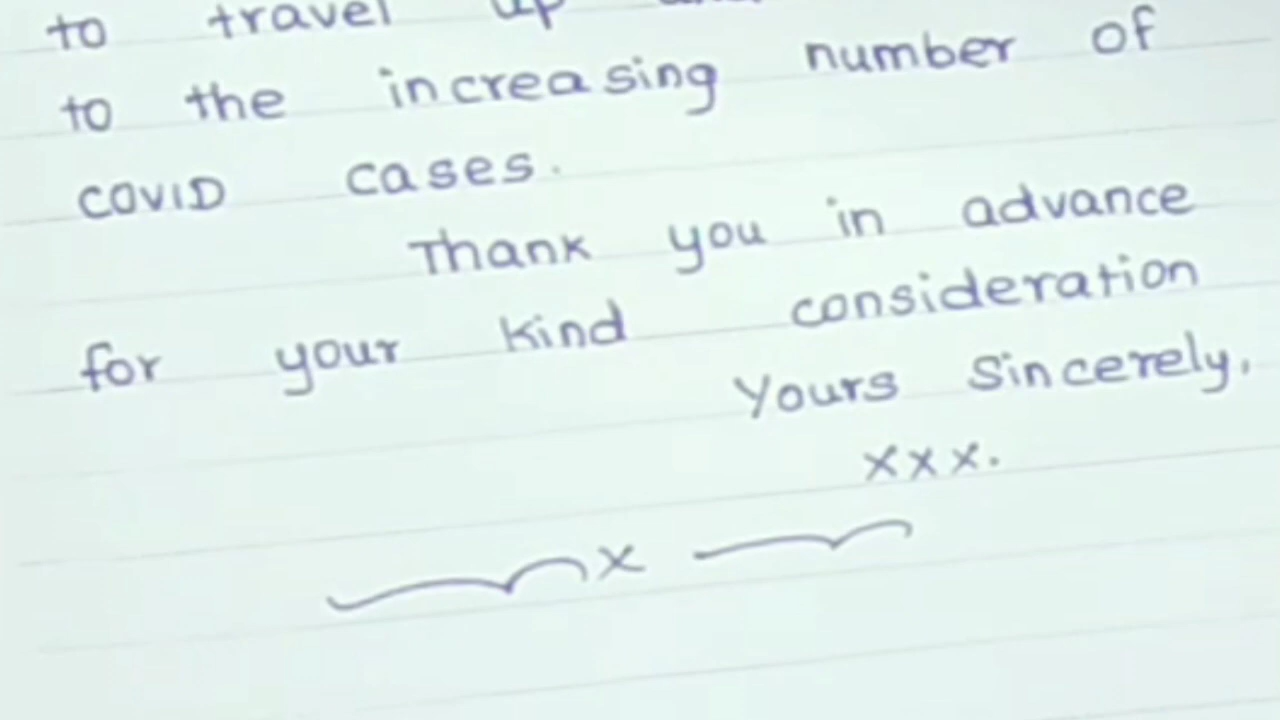 to travel up
to the increasing number of
COVID cases.
Thank you in advance
for your kind consideration
Yours Sincerely,
xxx.
x